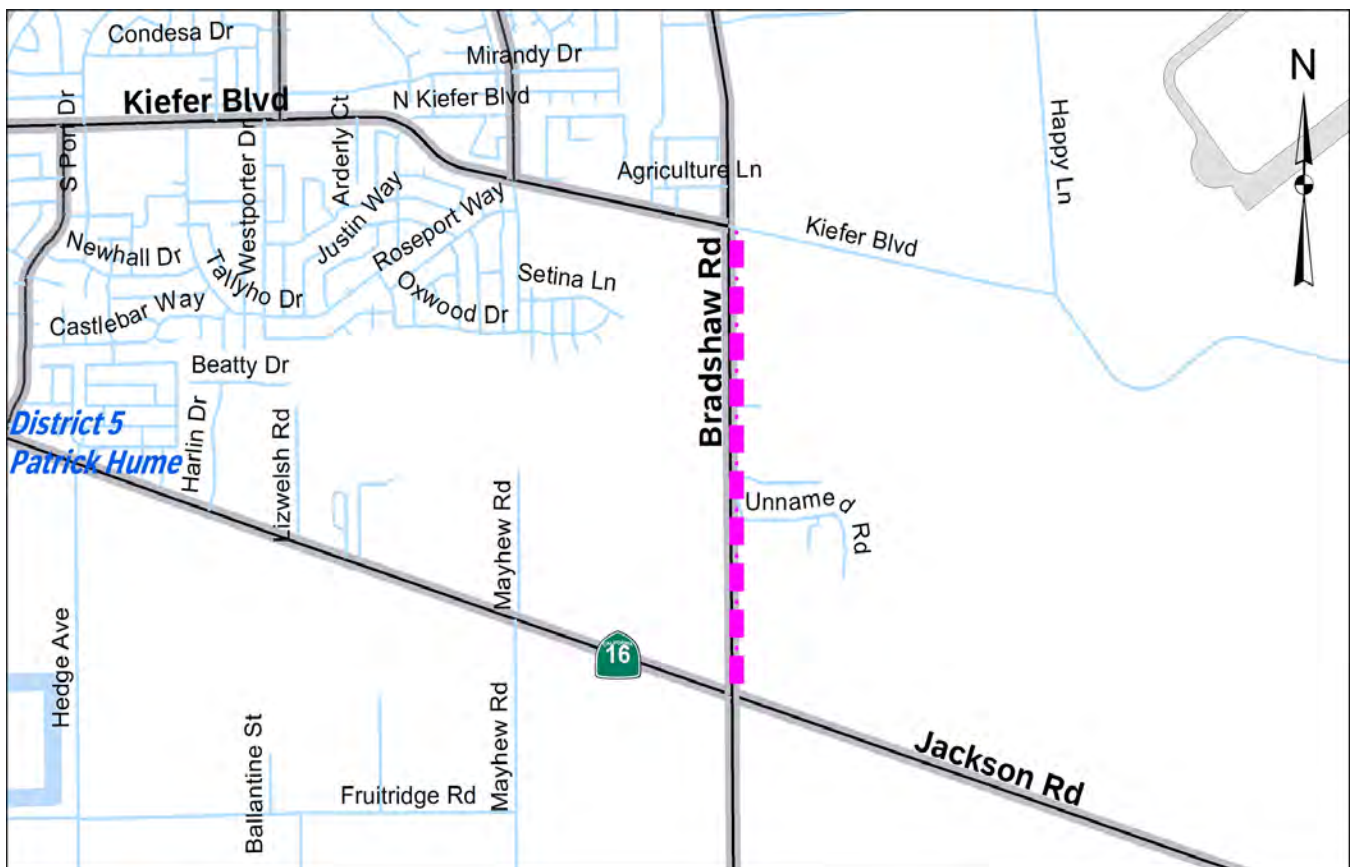 Condesa Dr
Mirandy Dr
N
Kiefer Blvd
N Kiefer Blvd
S Port Dr
Westporter Dr
Arderly Ct
Happy Ln
Agriculture Ln
Justin Way
Roseport Way
Kiefer Blvd
Newhall Dr
Tallyho Dr
Setina Ln
Oxwood Dr
Castlebar Way
Bradshaw Rd
Beatty Dr
District 5
Patrick Hume
Harlin Dr
Lizwelsh Rd
Mayhew Rd
Unnamed Rd
CALIFORNIA
16
Hedge Ave
Mayhew Rd
Ballantine St
Jackson Rd
Fruitridge Rd